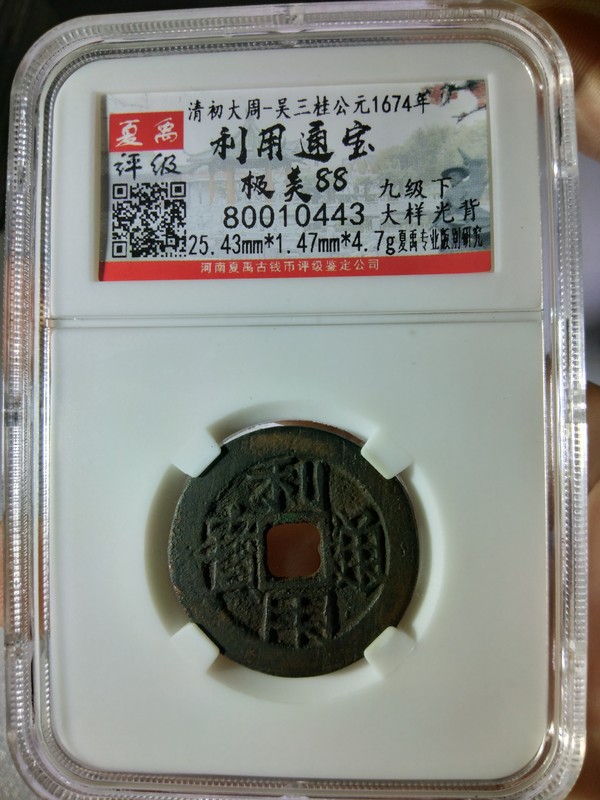 清初大周-吴三桂公元1674年
夏禹
评级
利用通宝
极美88 九级下
80010443 大样光背
25.43mm*1.47mm*4.7g夏禹专业版别研究
河南夏禹古钱币评级鉴定公司
利用通寳